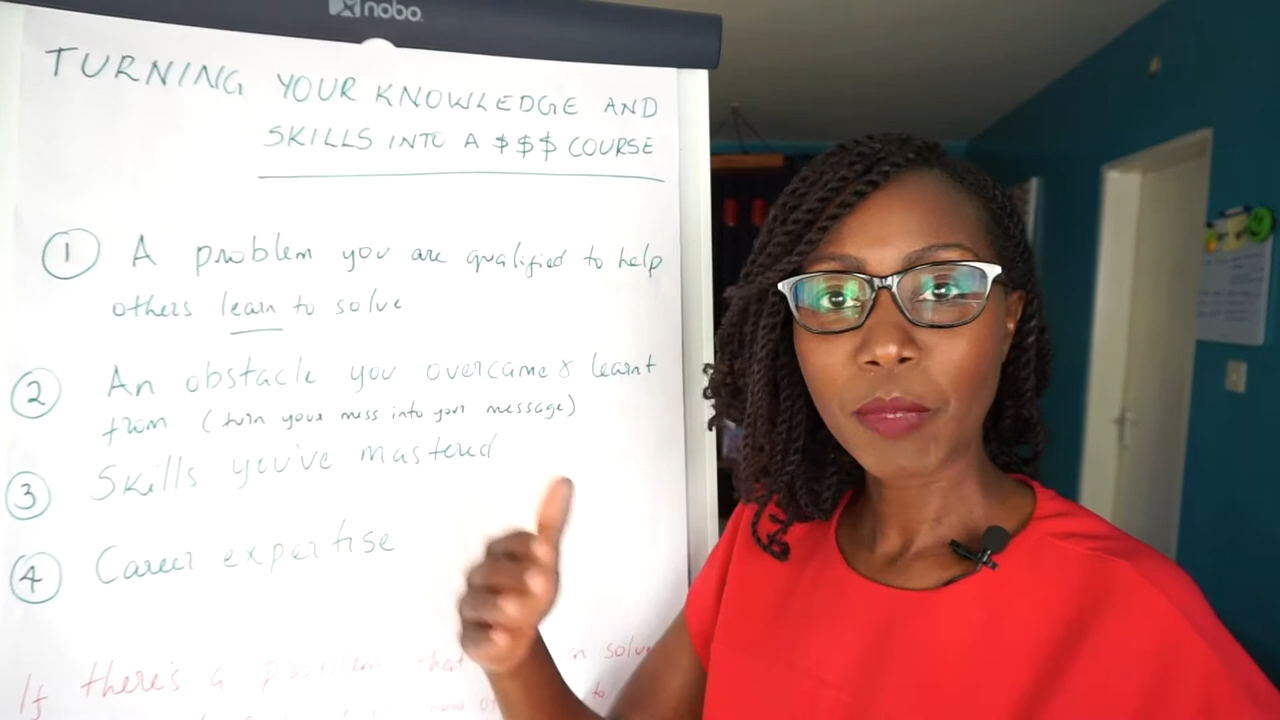 nobo
TURNING YOUR KNOWLEDGE AND
SKILLS INTO A $$$ COURSE
1 A problem you are qualified to help
others learn to solve
2 An obstacle you overcame & learnt
from (turn your mess into your message)
3 Skills you've mastered
4 Career expertise
If there's a problem that solve
to